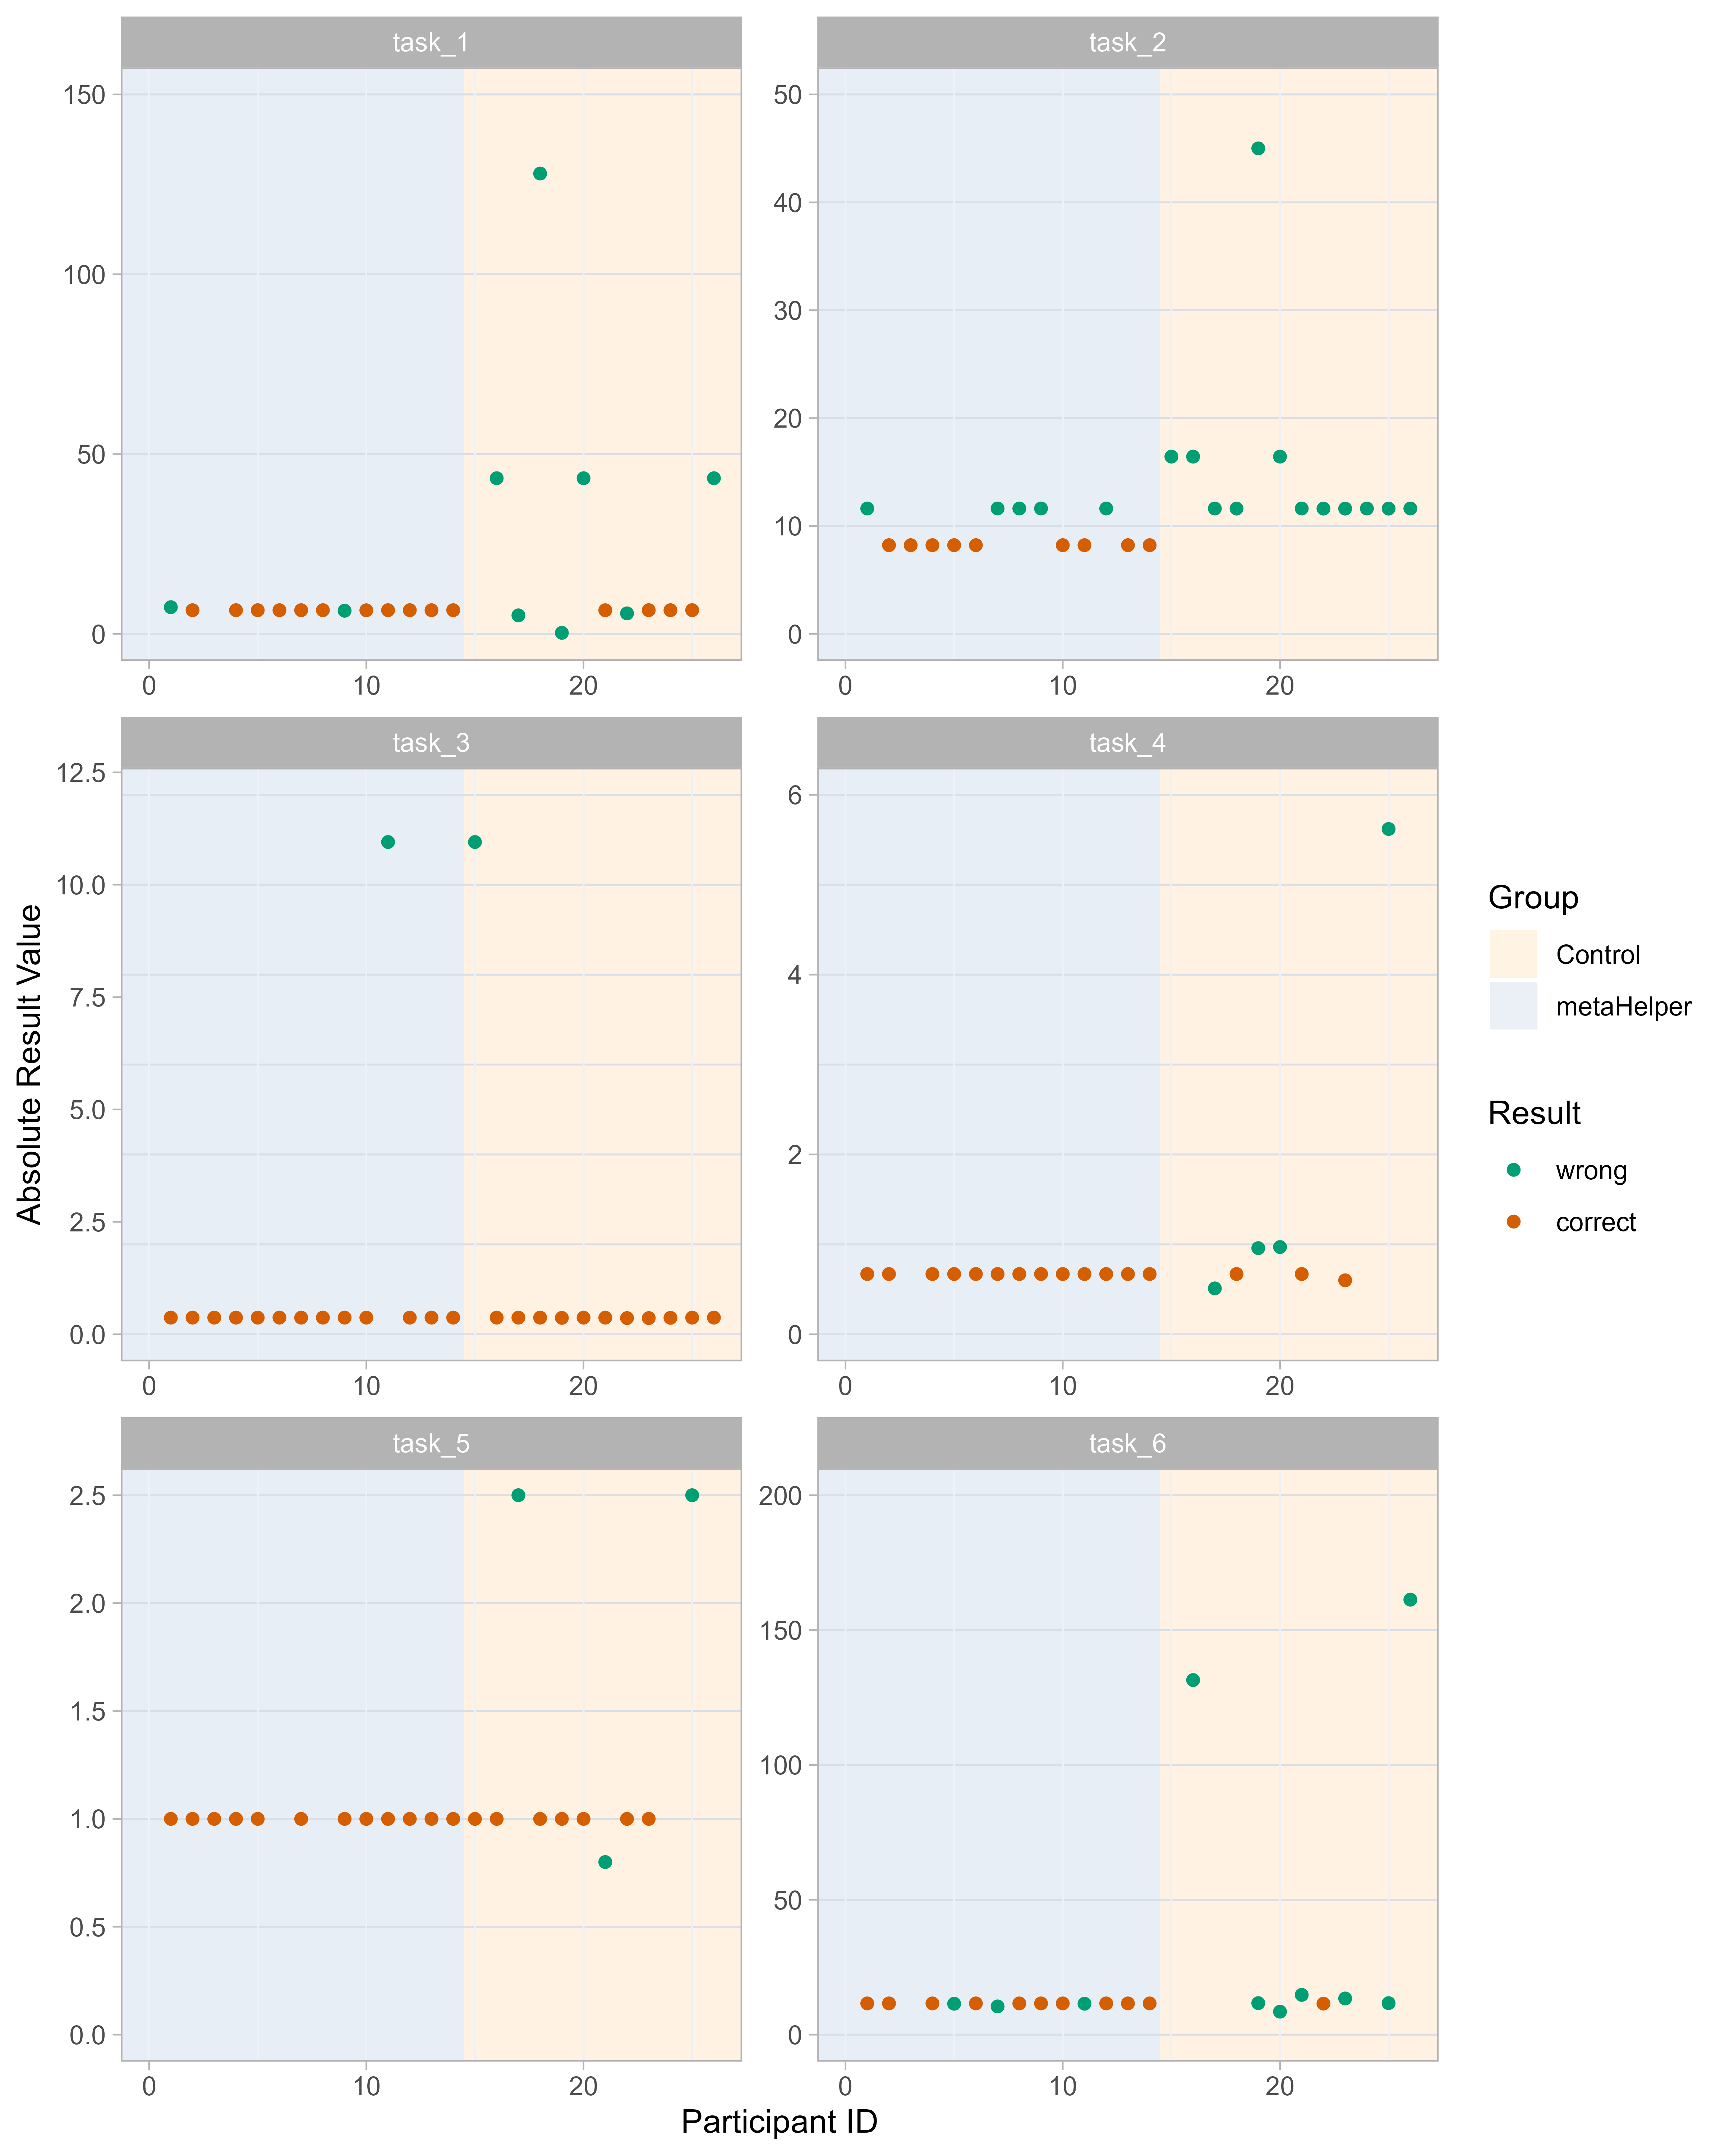 task_1
task_2
150
100
50
0
50
40
30
20
10
0
0 10 20
0 10 20
task_3
task_4
12.5
10.0
7.5
5.0
2.5
0.0
6
4
2
0
0 10 20
0 10 20
task_5
task_6
2.5
2.0
1.5
1.0
0.5
0.0
200
150
100
50
0
0 10 20
0 10 20
Participant ID
Absolute Result Value
Group
Control
metaHelper
Result
wrong
correct